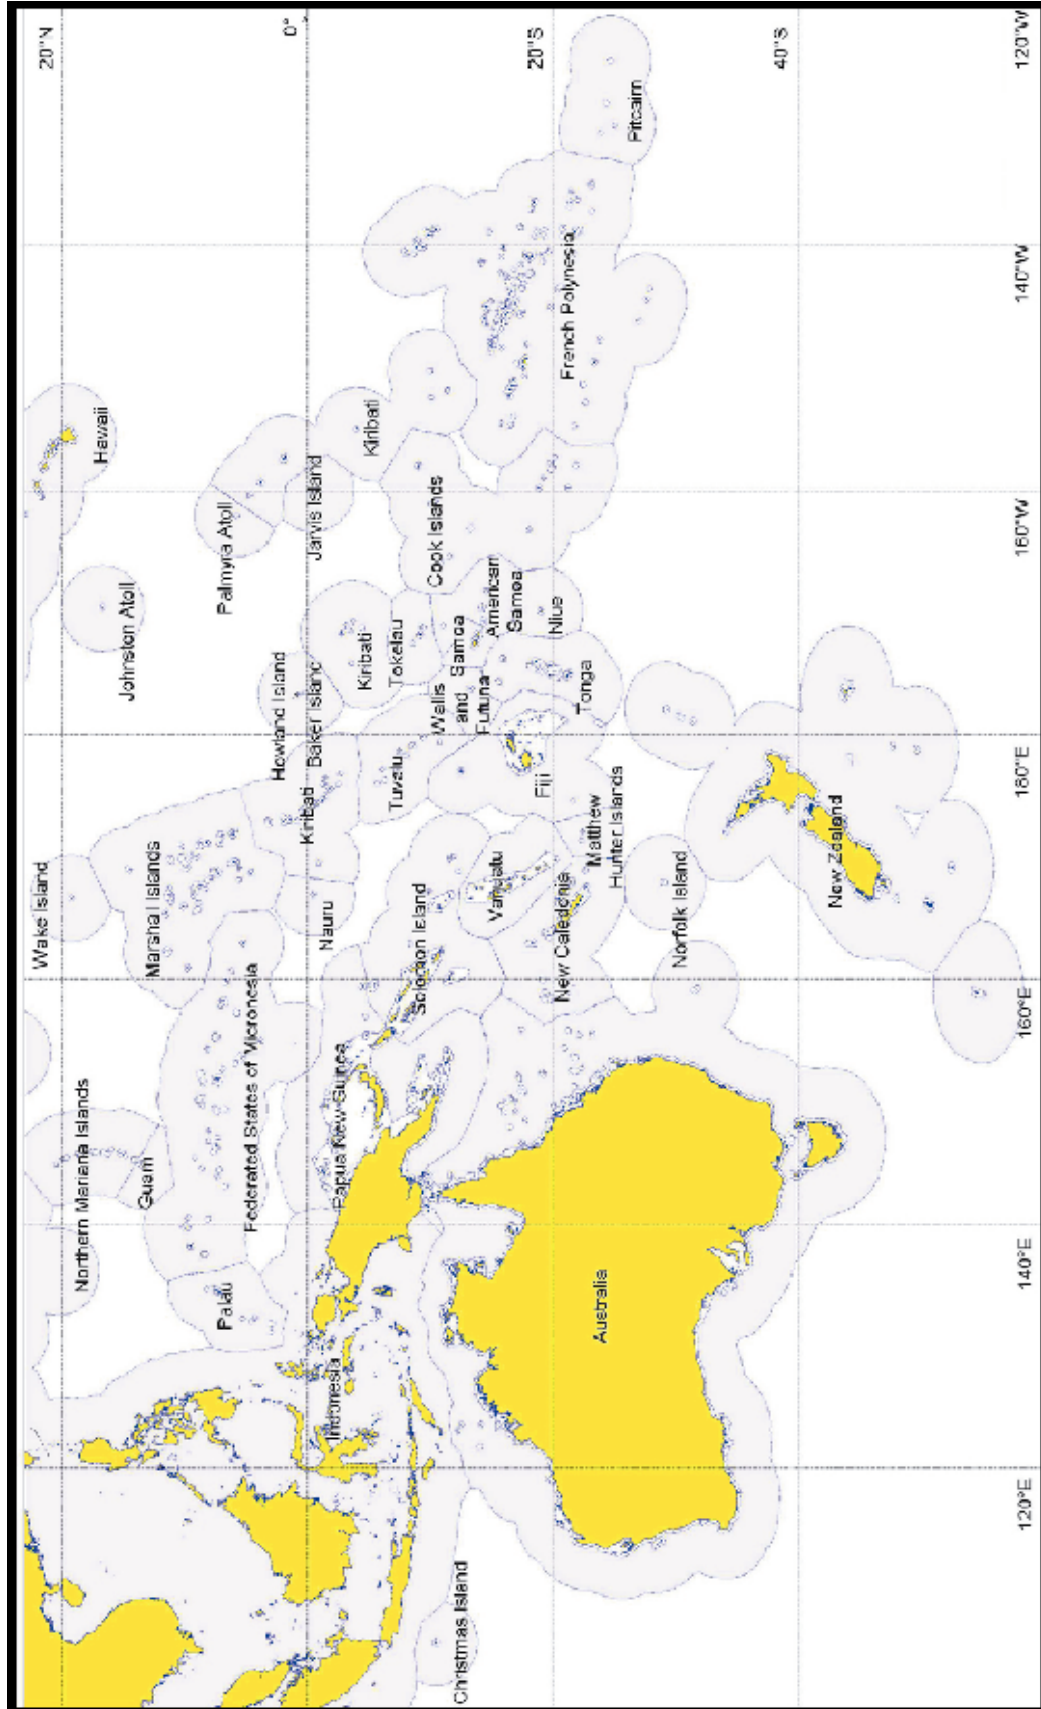 20°N
0°
20°S
40°S
120°W
140°W
160°W
180°E
160°E
140°E
120°E
Pitcairn
French Polynesia
Hawaii
Kiribati
Jarvis Island
Palmyra Atoll
Cook Islands
American
Samoa
Niue
Johnston Atoll
Howland Island
Baker Island
Kiribati
Tokelau
Samoa
Wallis
and
Futuna
Tonga
Kiribati
Tuvalu
Fiji
Matthew
Hunter Islands
Wake Island
Marshall Islands
Nauru
Solomon Island
Vanuatu
New Caledonia
Norfolk Island
New Zealand
Northern Mariana Islands
Guam
Federated States of Micronesia
Papua New Guinea
Palau
Indonesia
Australia
Christmas Island